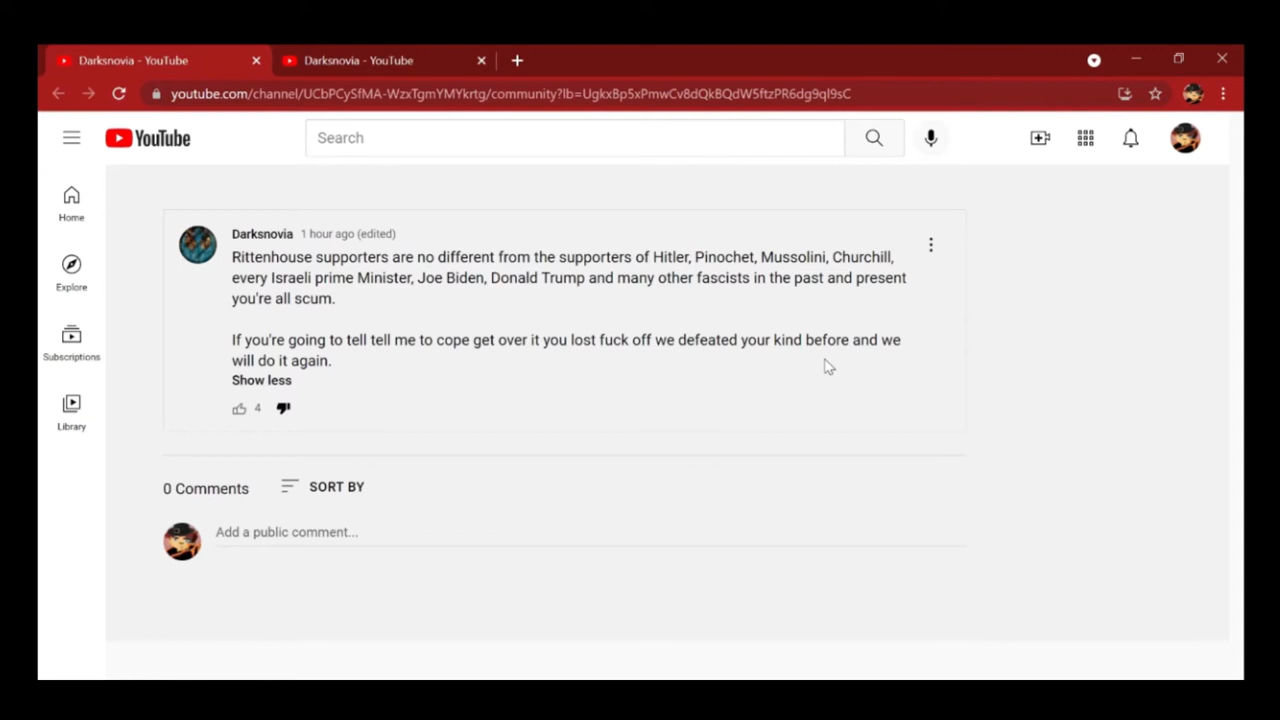 Darksnovia - YouTube
Darksnovia - YouTube
youtube.com/channel/UCbPCySfMA-WzxTgmYMYkrtg/community?lb=UgkxBp5xPmwCv8dQkBQdW5ftzPR6dg9ql9sC
YouTube
Search
Home
Explore
Subscriptions
Library
Darksnovia 1 hour ago (edited)
Rittenhouse supporters are no different from the supporters of Hitler, Pinochet, Mussolini, Churchill,
every Israeli prime Minister, Joe Biden, Donald Trump and many other fascists in the past and present
you're all scum.
If you're going to tell tell me to cope get over it you lost fuck off we defeated your kind before and we
will do it again.
Show less
4
0 Comments SORT BY
Add a public comment...